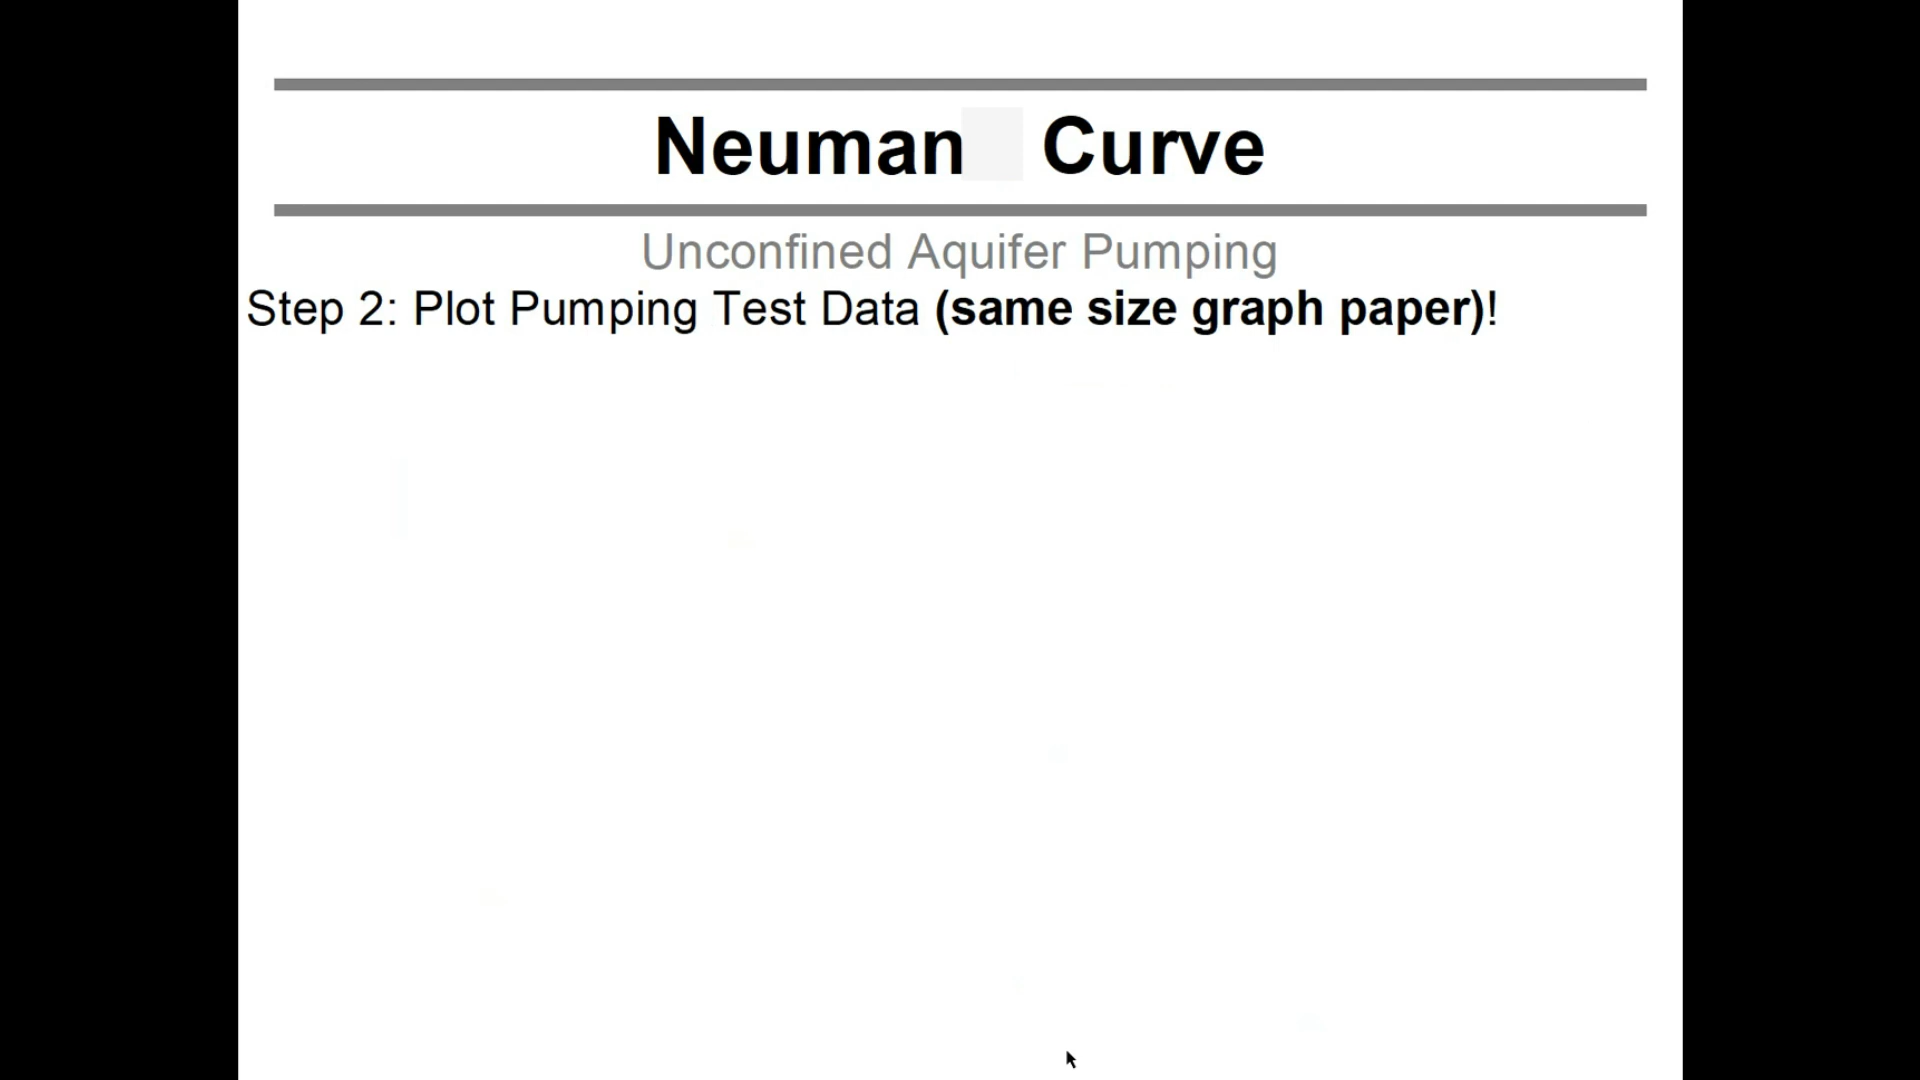 Neuman Curve
Unconfined Aquifer Pumping
Step 2: Plot Pumping Test Data (same size graph paper)!